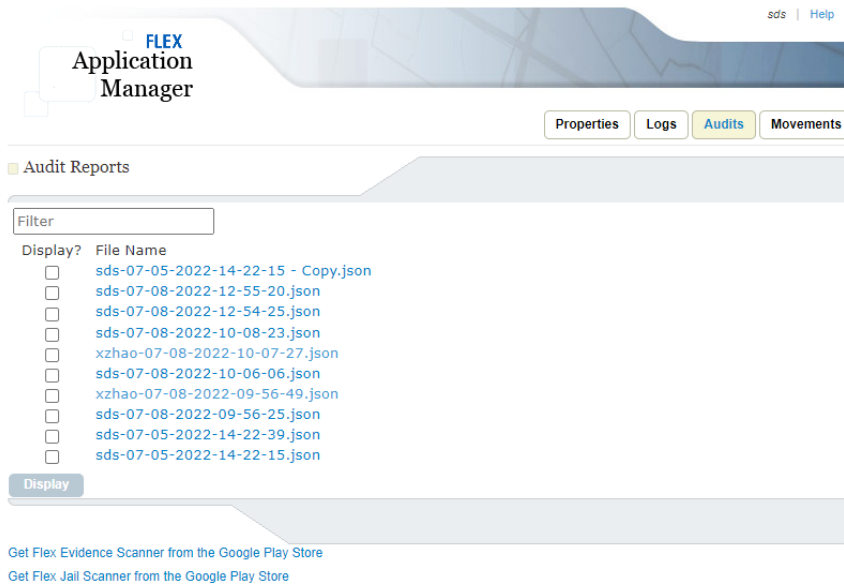 sds | Help
FLEX
Application
Manager
Properties Logs Audits Movements
Audit Reports
Filter
Display? File Name
sds-07-05-2022-14-22-15 - Copy.json
sds-07-08-2022-12-55-20.json
sds-07-08-2022-12-54-25.json
sds-07-08-2022-10-08-23.json
xzhao-07-08-2022-10-07-27.json
sds-07-08-2022-10-06-06.json
xzhao-07-08-2022-09-56-49.json
sds-07-08-2022-09-56-25.json
sds-07-05-2022-14-22-39.json
sds-07-05-2022-14-22-15.json
Display
Get Flex Evidence Scanner from the Google Play Store
Get Flex Jail Scanner from the Google Play Store